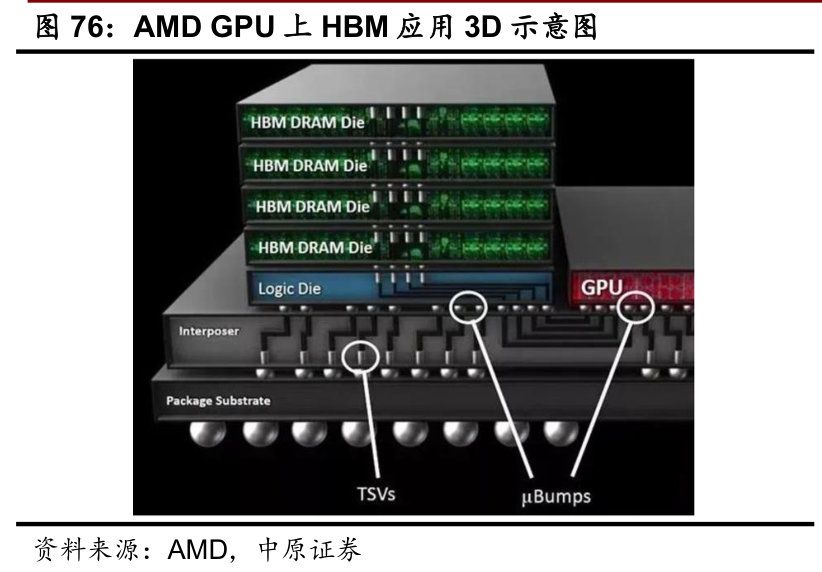 图 76：AMD GPU 上 HBM 应用 3D 示意图
HBM DRAM Die
HBM DRAM Die
HBM DRAM Die
HBM DRAM Die
Logic Die
GPU
Interposer
Package Substrate
TSVs
µBumps
资料来源：AMD，中原证券